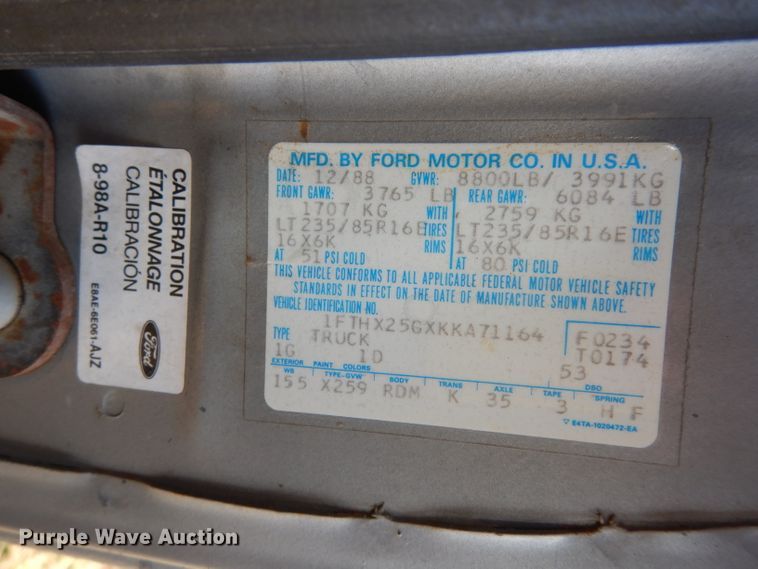 CALIBRATION
ÉTALONNAGE
CALIBRACIÓN
8-98A-R10
E8AE-6E061-AJZ
Ford
MFD. BY FORD MOTOR CO. IN U.S.A.
DATE: 12/88 GVWR: 8800LB/ 3991KG
FRONT GAWR: 3765 LB REAR GAWR: 6084 LB
1707 KG WITH 2759 KG WITH
LT235/85R16E TIRES LT235/85R16E TIRES
16X6K RIMS 16X6K RIMS
AT 51 PSI COLD AT 80 PSI COLD
THIS VEHICLE CONFORMS TO ALL APPLICABLE FEDERAL MOTOR VEHICLE SAFETY
STANDARDS IN EFFECT ON THE DATE OF MANUFACTURE SHOWN ABOVE.
VEHICLE IDENTIFICATION NO.
1FTHX25GXKKA71164 F0234
TYPE TRUCK T0174
1G 1D 53
EXTERIOR PAINT COLORS DSO
WB TYPE-GVW BODY TRANS AXLE TAPE SPRING
155 X259 RDM K 35 3 H F
E4TA-1020472-EA
Purple Wave Auction